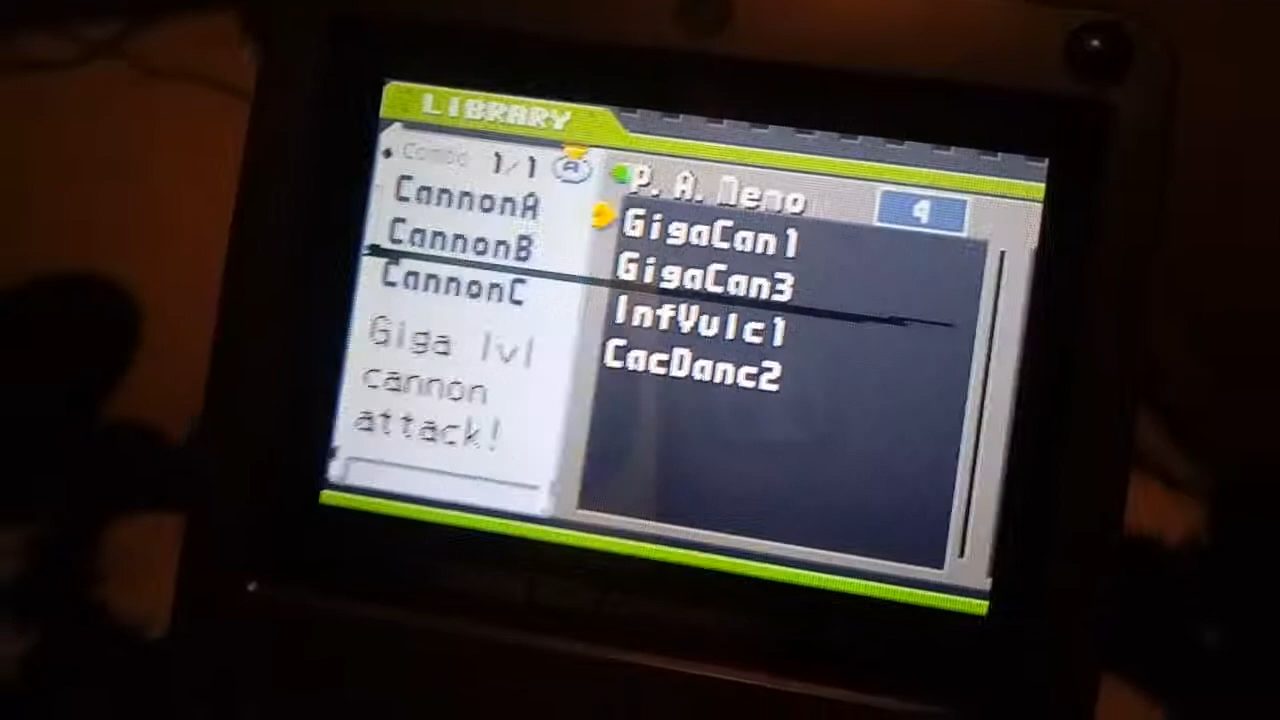 LIBRARY
Combo 1/1 A
CannonA
CannonB
CannonC
Giga lvl
cannon
attack!
P. A. Memo 4
GigaCan1
GigaCan3
InfVulc1
CacDanc2